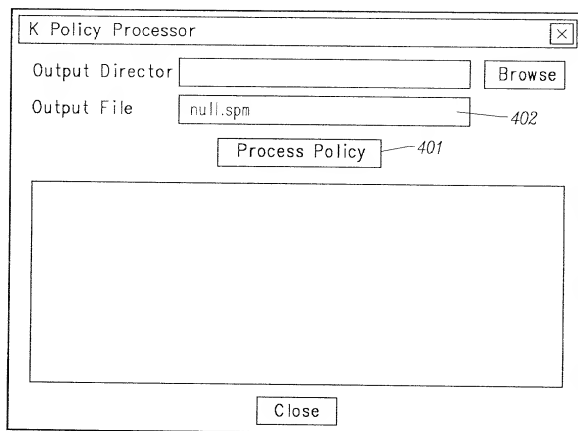 K Policy Processor
Output Director Browse
Output File null.spm 402
Process Policy 401
Close